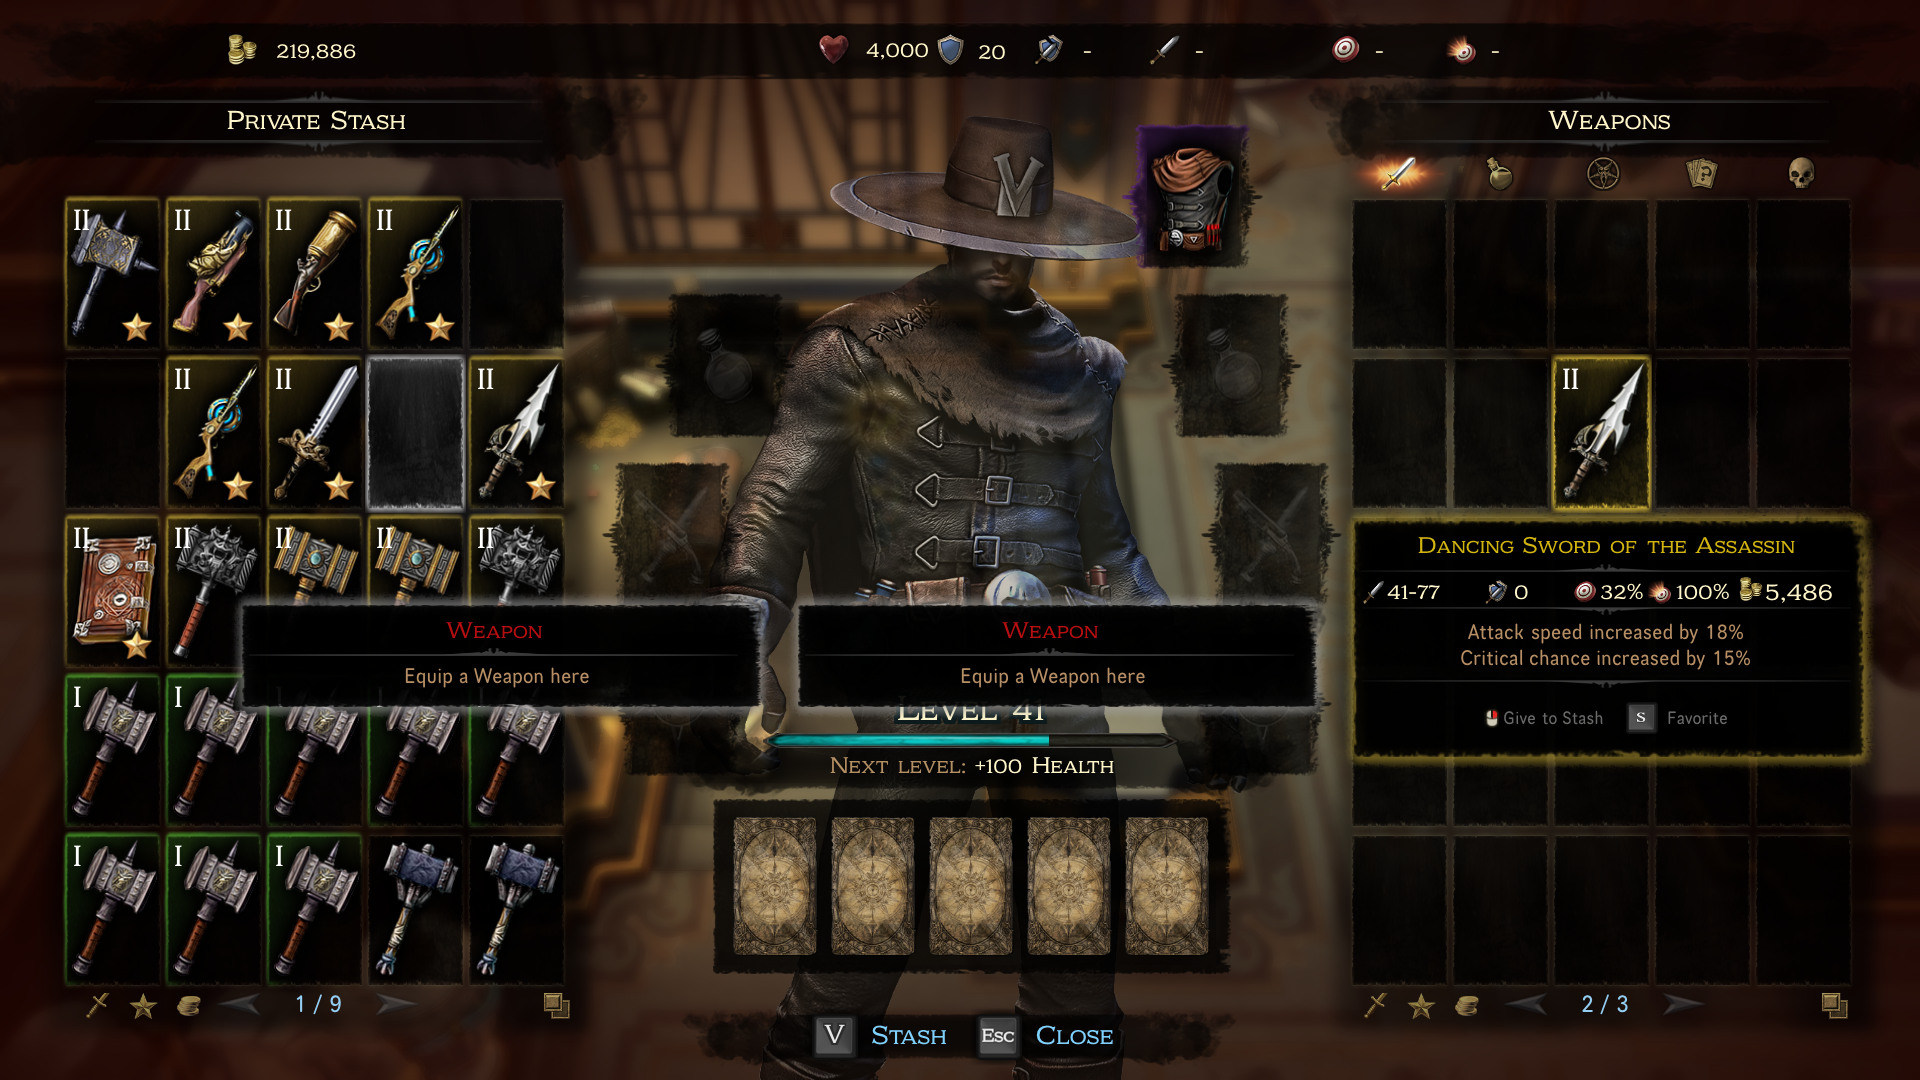 219,886
4,000
20
-
-
-
-
Private Stash
Weapons
V
II
II
II
II
II
II
II
II
II
II
II
II
II
II
Dancing Sword of the Assassin
41-77
0
32%
100%
5,486
Attack speed increased by 18%
Critical chance increased by 15%
Give to Stash
S
Favorite
Weapon
Equip a Weapon here
Weapon
Equip a Weapon here
I
I
Level 41
Next level: +100 Health
I
I
I
1 / 9
2 / 3
V
Stash
Esc
Close